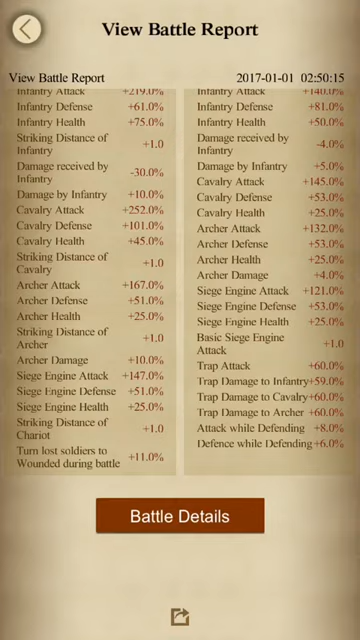 View Battle Report
View Battle Report 2017-01-01 02:50:15
Infantry Attack +219.0%
Infantry Defense +61.0%
Infantry Health +75.0%
Striking Distance of
Infantry +1.0
Damage received by
Infantry -30.0%
Damage by Infantry +10.0%
Cavalry Attack +252.0%
Cavalry Defense +101.0%
Cavalry Health +45.0%
Striking Distance of
Cavalry +1.0
Archer Attack +167.0%
Archer Defense +51.0%
Archer Health +25.0%
Striking Distance of
Archer +1.0
Archer Damage +10.0%
Siege Engine Attack +147.0%
Siege Engine Defense +51.0%
Siege Engine Health +25.0%
Striking Distance of
Chariot +1.0
Turn lost soldiers to
Wounded during battle +11.0%
Infantry Attack +140.0%
Infantry Defense +81.0%
Infantry Health +50.0%
Damage received by
Infantry -4.0%
Damage by Infantry +5.0%
Cavalry Attack +145.0%
Cavalry Defense +53.0%
Cavalry Health +25.0%
Archer Attack +132.0%
Archer Defense +53.0%
Archer Health +25.0%
Archer Damage +4.0%
Siege Engine Attack +121.0%
Siege Engine Defense +53.0%
Siege Engine Health +25.0%
Basic Siege Engine
Attack +1.0
Trap Attack +60.0%
Trap Damage to Infantry +59.0%
Trap Damage to Cavalry +60.0%
Trap Damage to Archer +60.0%
Attack while Defending +8.0%
Defence while Defending +6.0%
Battle Details